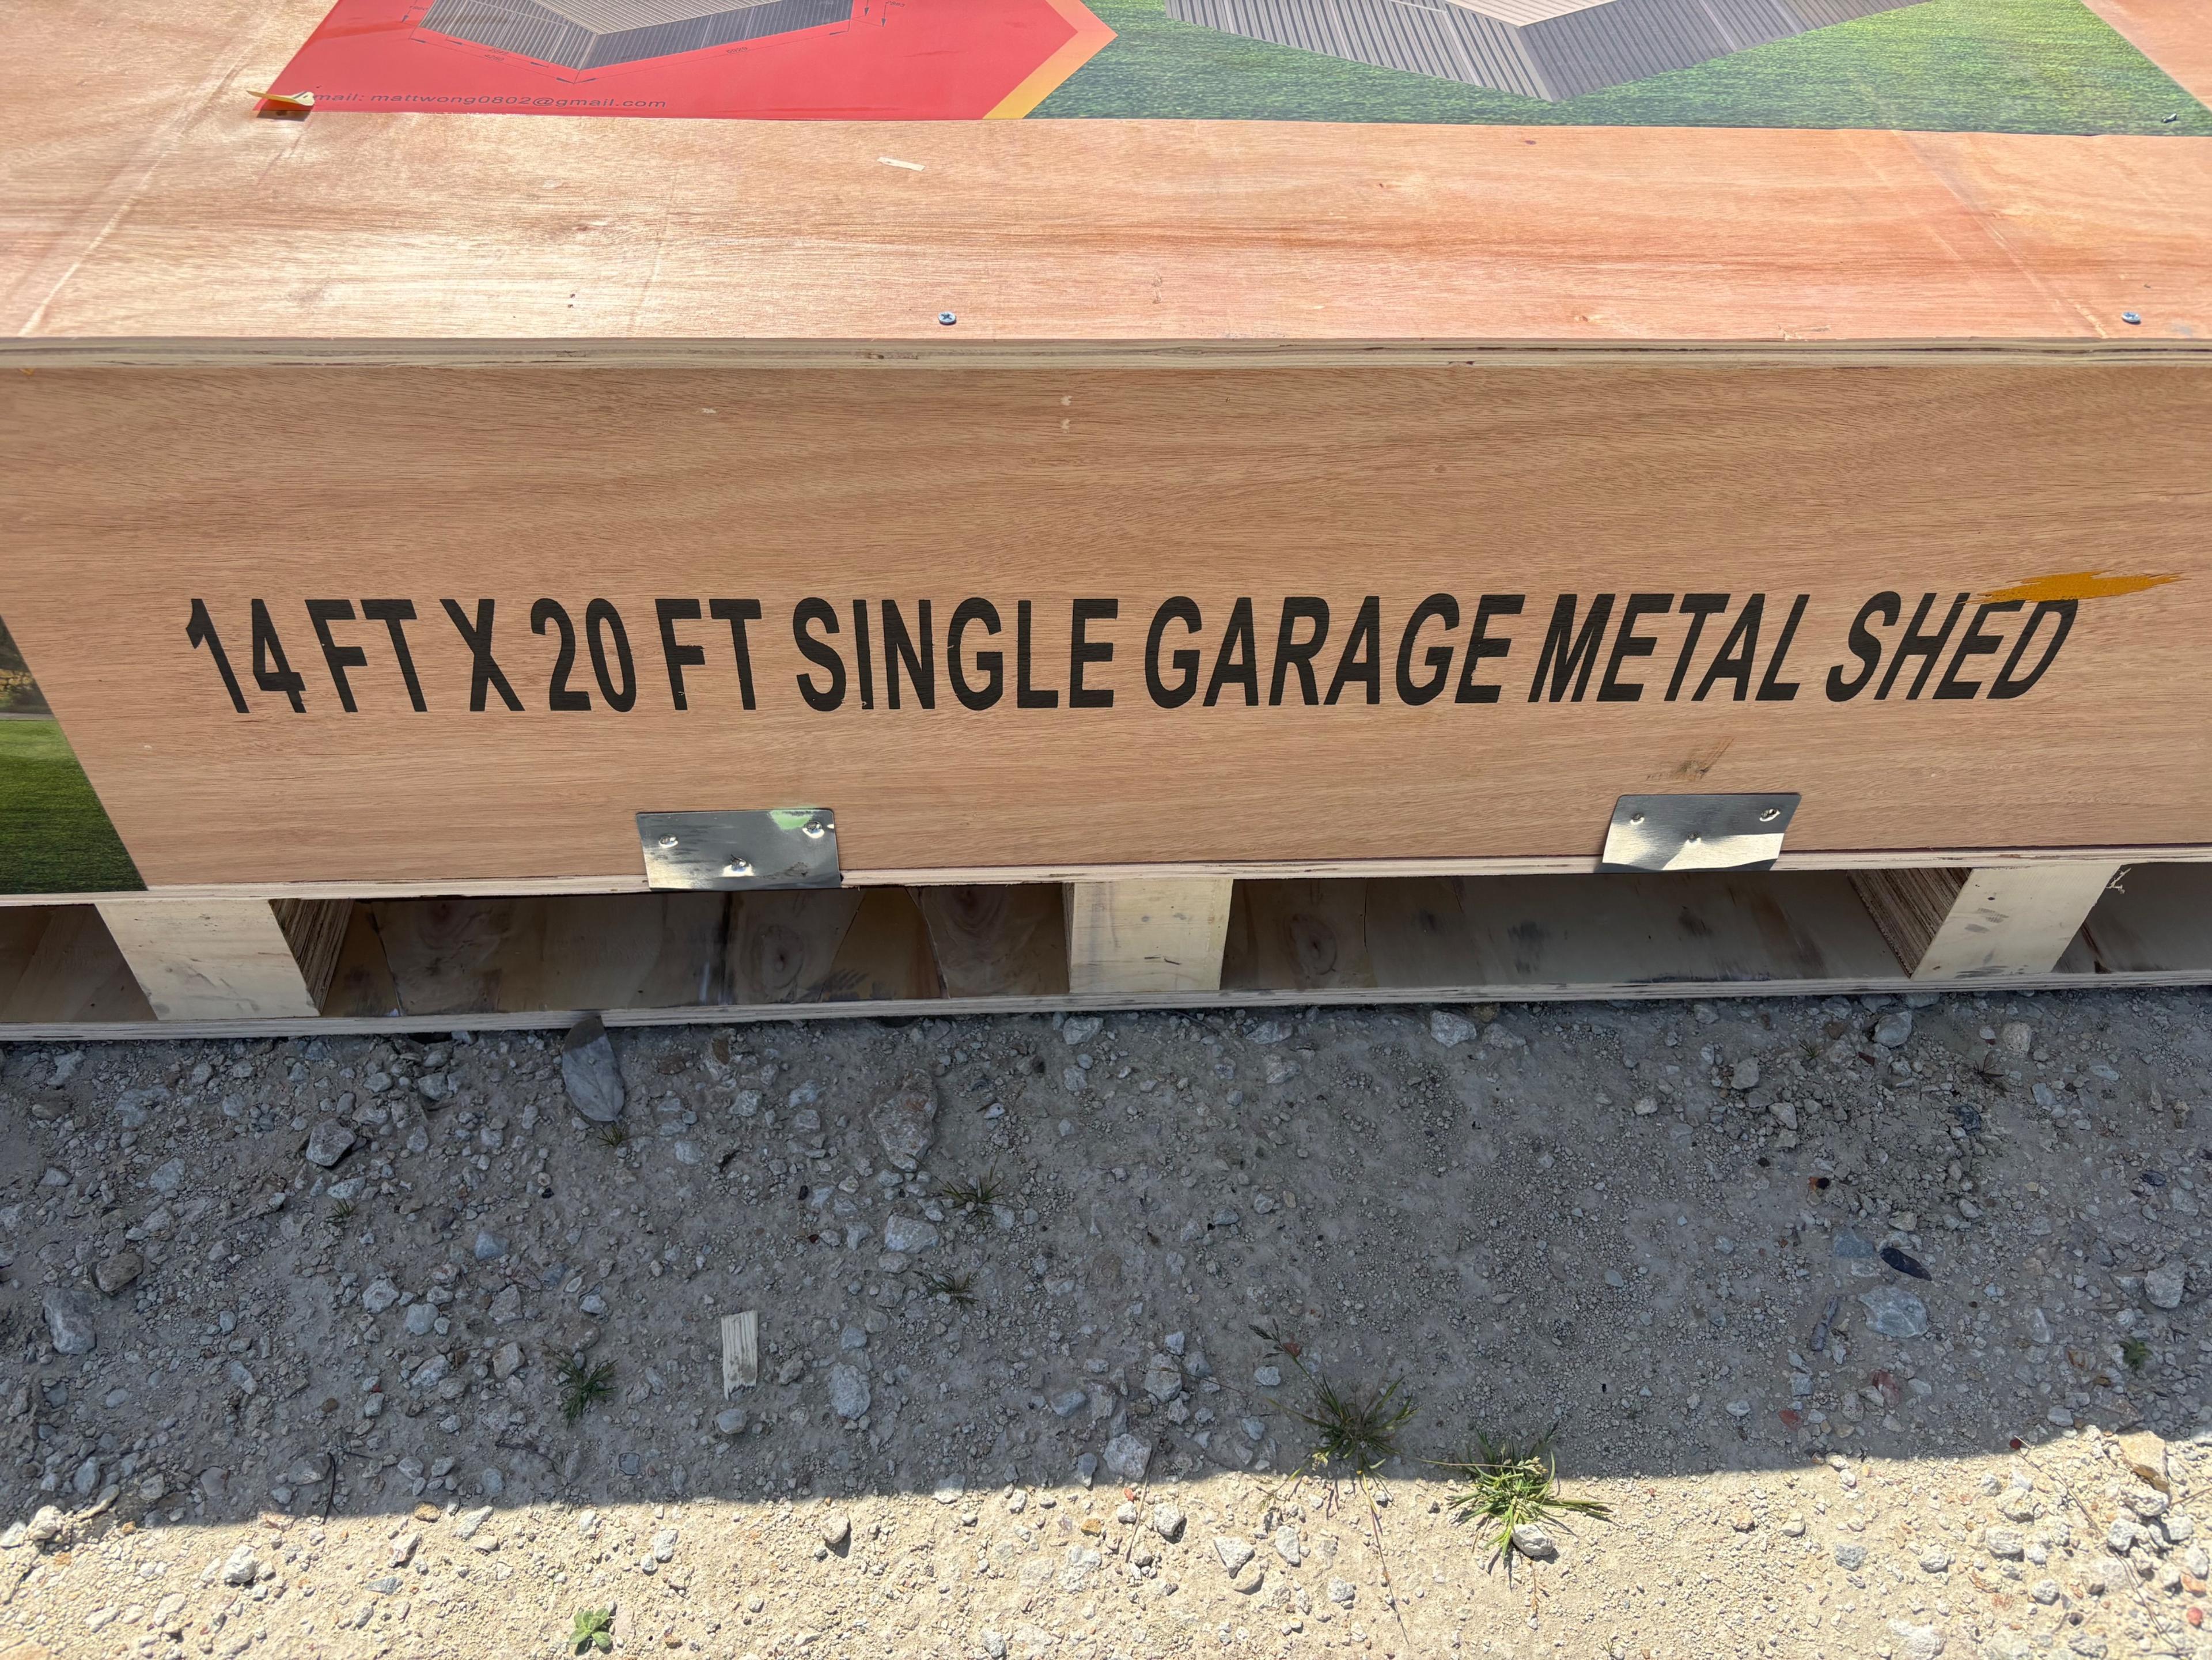 mail: mattwong0802@gmail.com
14 FT X 20 FT SINGLE GARAGE METAL SHED